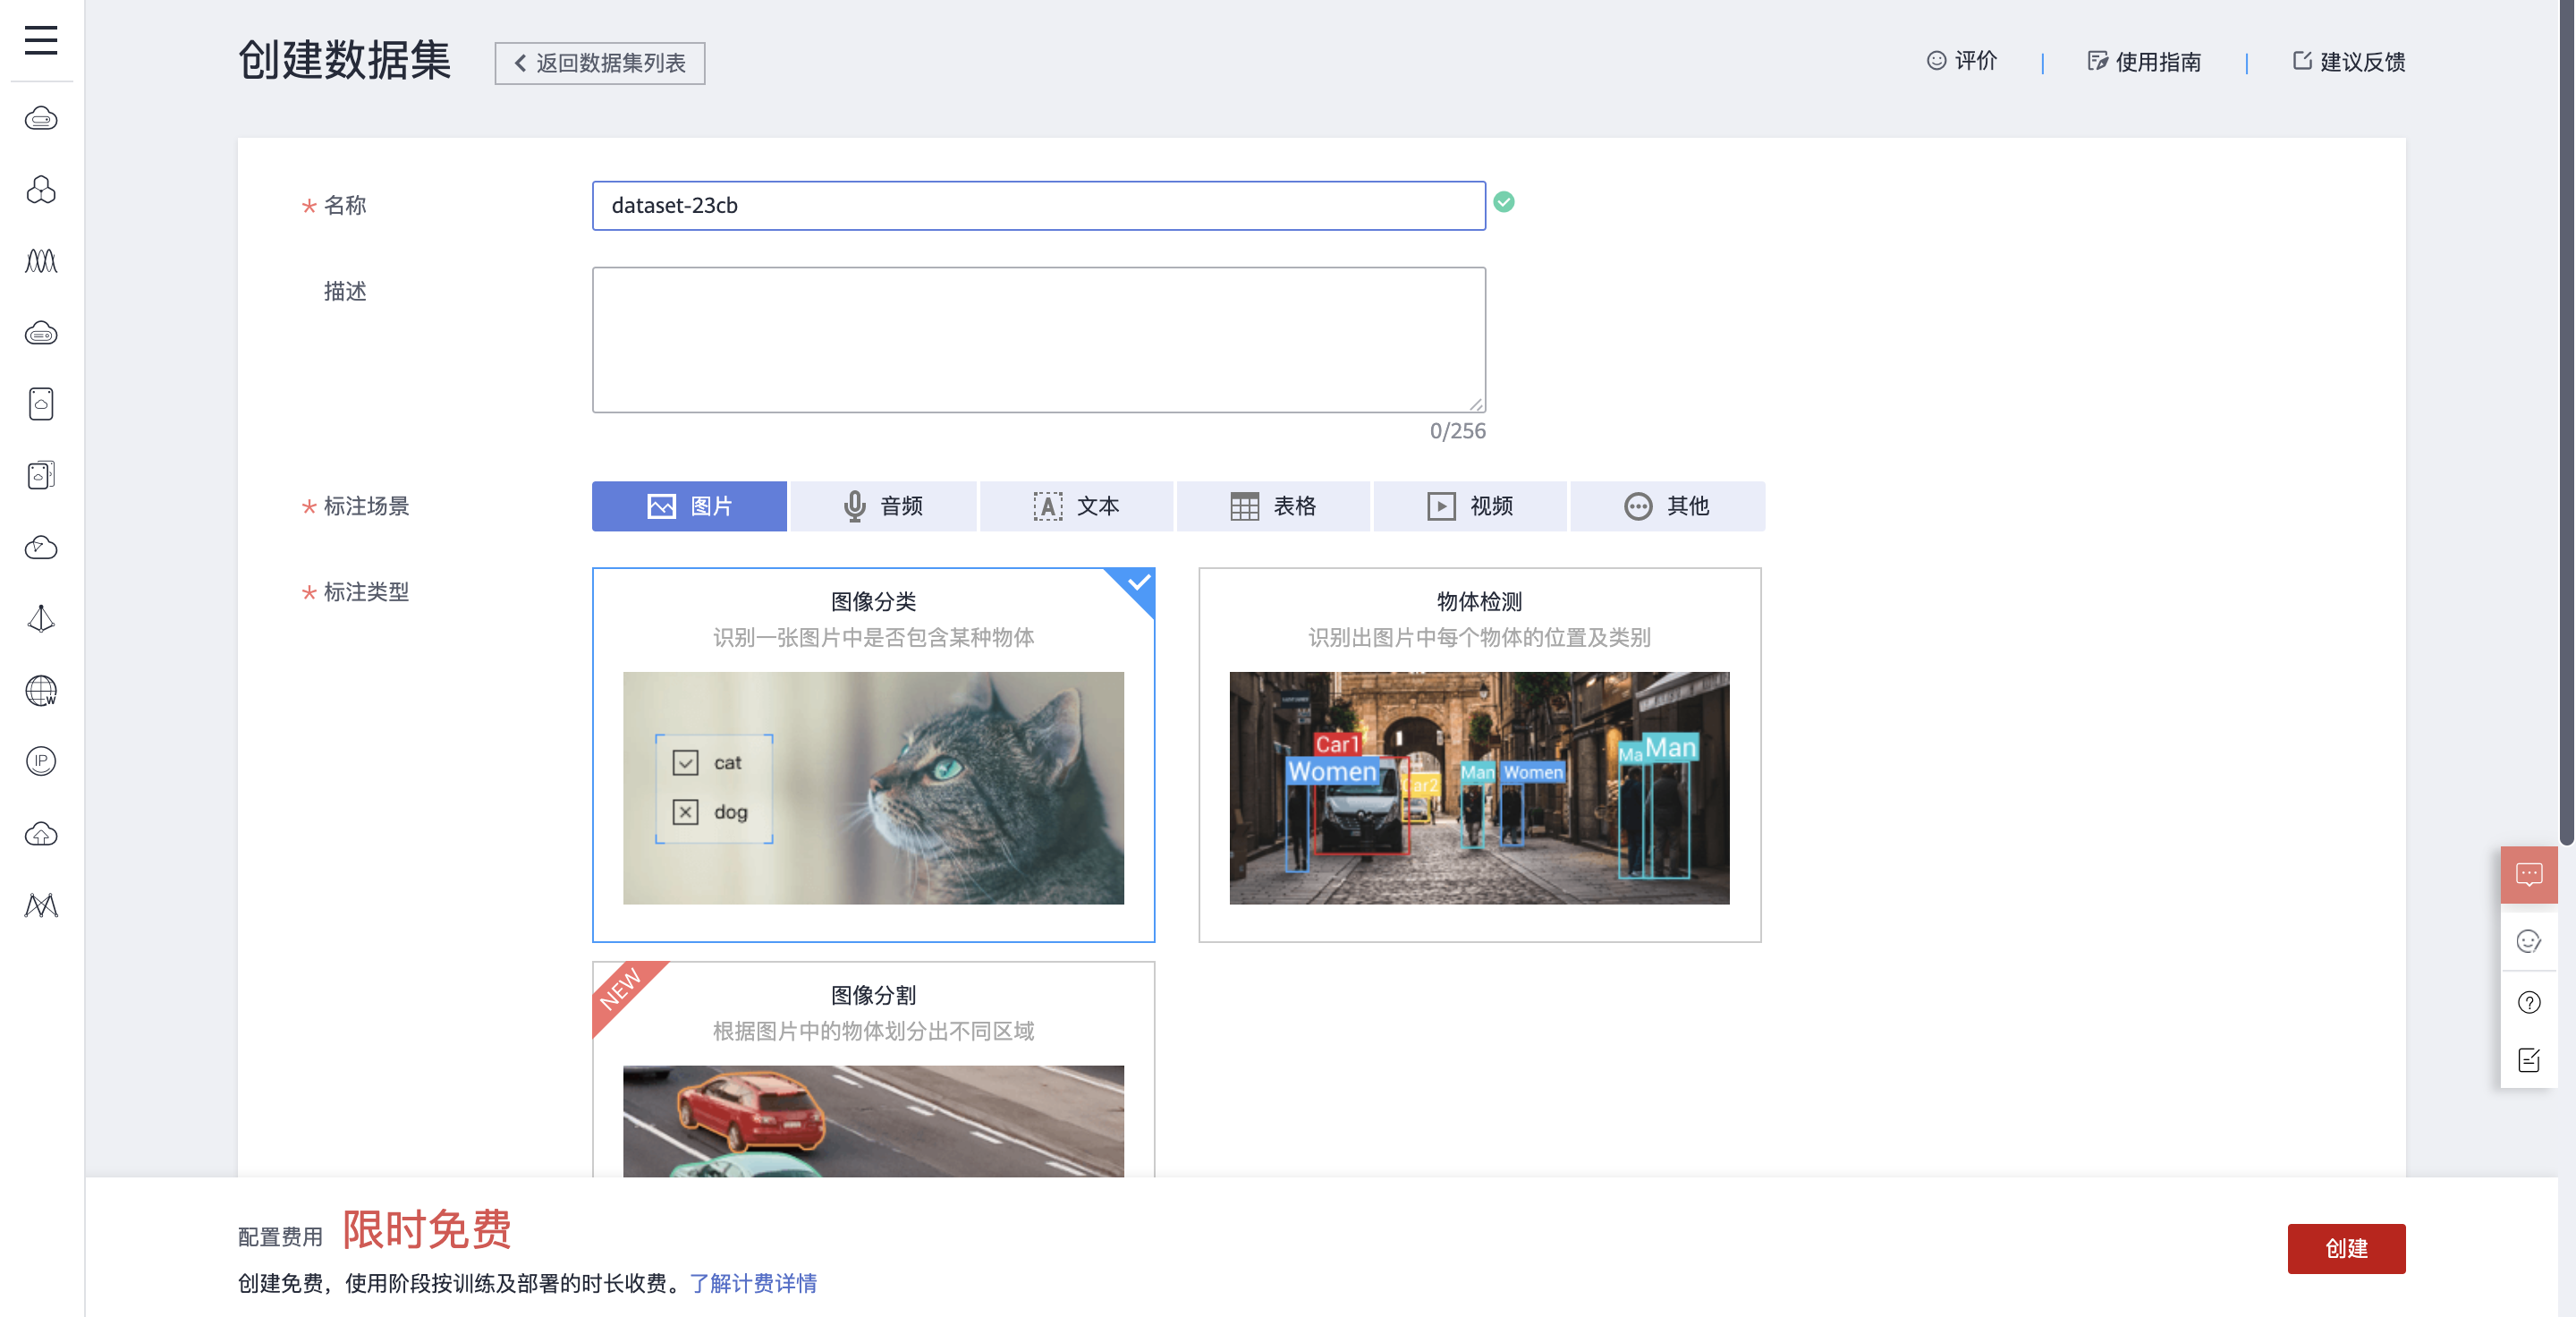 创建数据集
返回数据集列表
评价
使用指南
建议反馈
* 名称
dataset-23cb
描述
0/256
* 标注场景
图片
音频
文本
表格
视频
其他
* 标注类型
图像分类
识别一张图片中是否包含某种物体
cat
dog
物体检测
识别出图片中每个物体的位置及类别
Car1
Women
Car2
Man
Women
Ma
Man
NEW
图像分割
根据图片中的物体划分出不同区域
W
IP
配置费用 限时免费
创建免费，使用阶段按训练及部署的时长收费。了解计费详情
创建